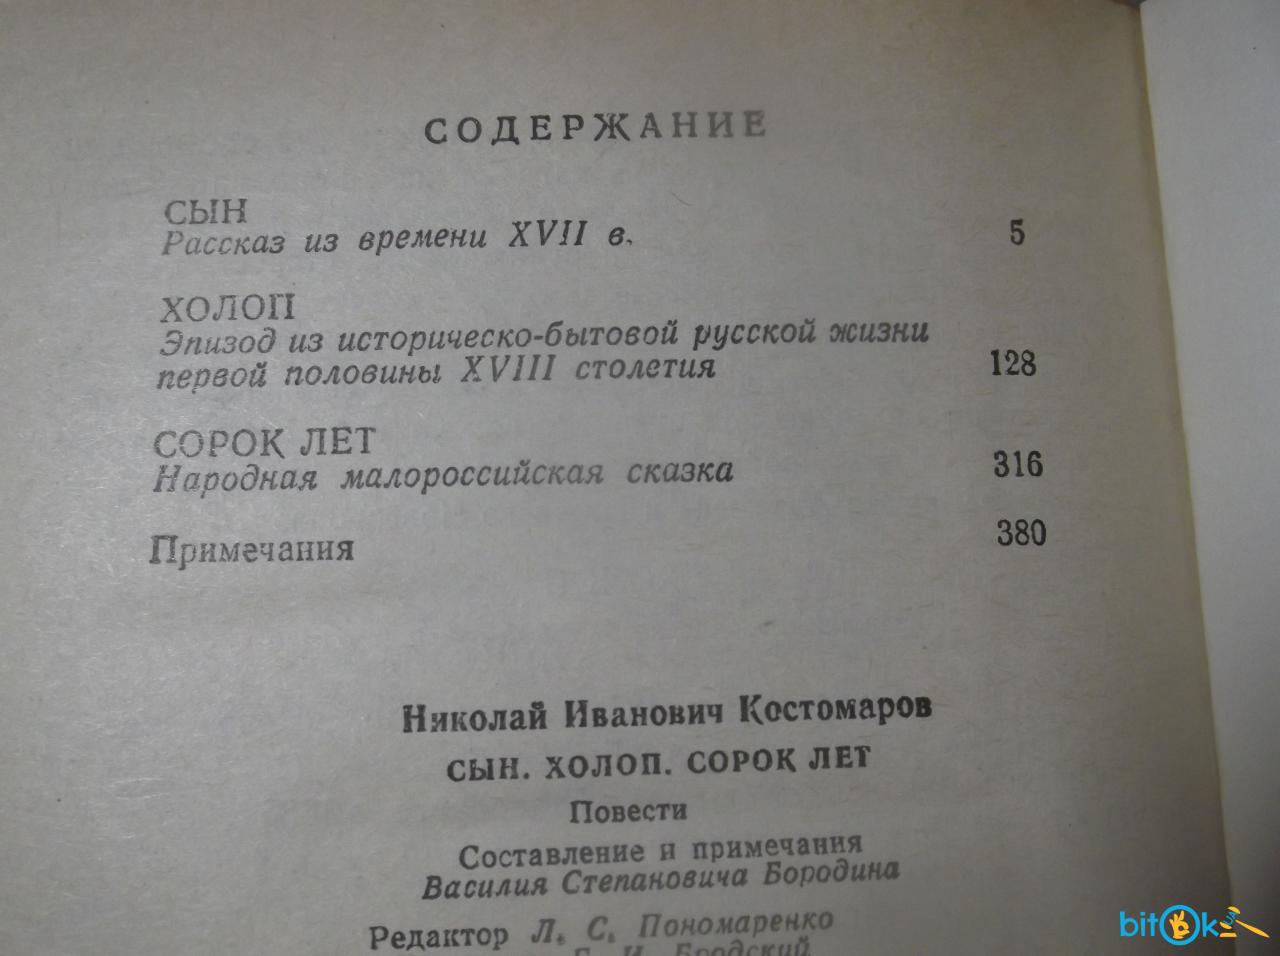 СОДЕРЖАНИЕ
СЫН
Рассказ из времени XVII в. 5
ХОЛОП
Эпизод из историческо-бытовой русской жизни
первой половины XVIII столетия 128
СОРОК ЛЕТ
Народная малороссийская сказка 316
Примечания 380
Николай Иванович Костомаров
СЫН. ХОЛОП. СОРОК ЛЕТ
Повести
Составление и примечания
Василия Степановича Бородина
Редактор Л. С. Пономаренко
Бродский
bitOk UA